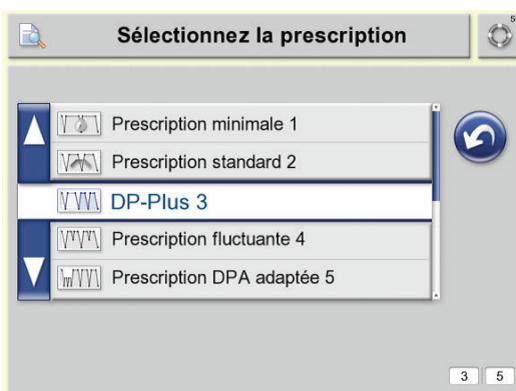 Sélectionnez la prescription
Prescription minimale 1
Prescription standard 2
DP-Plus 3
Prescription fluctuante 4
Prescription DPA adaptée 5
3 5